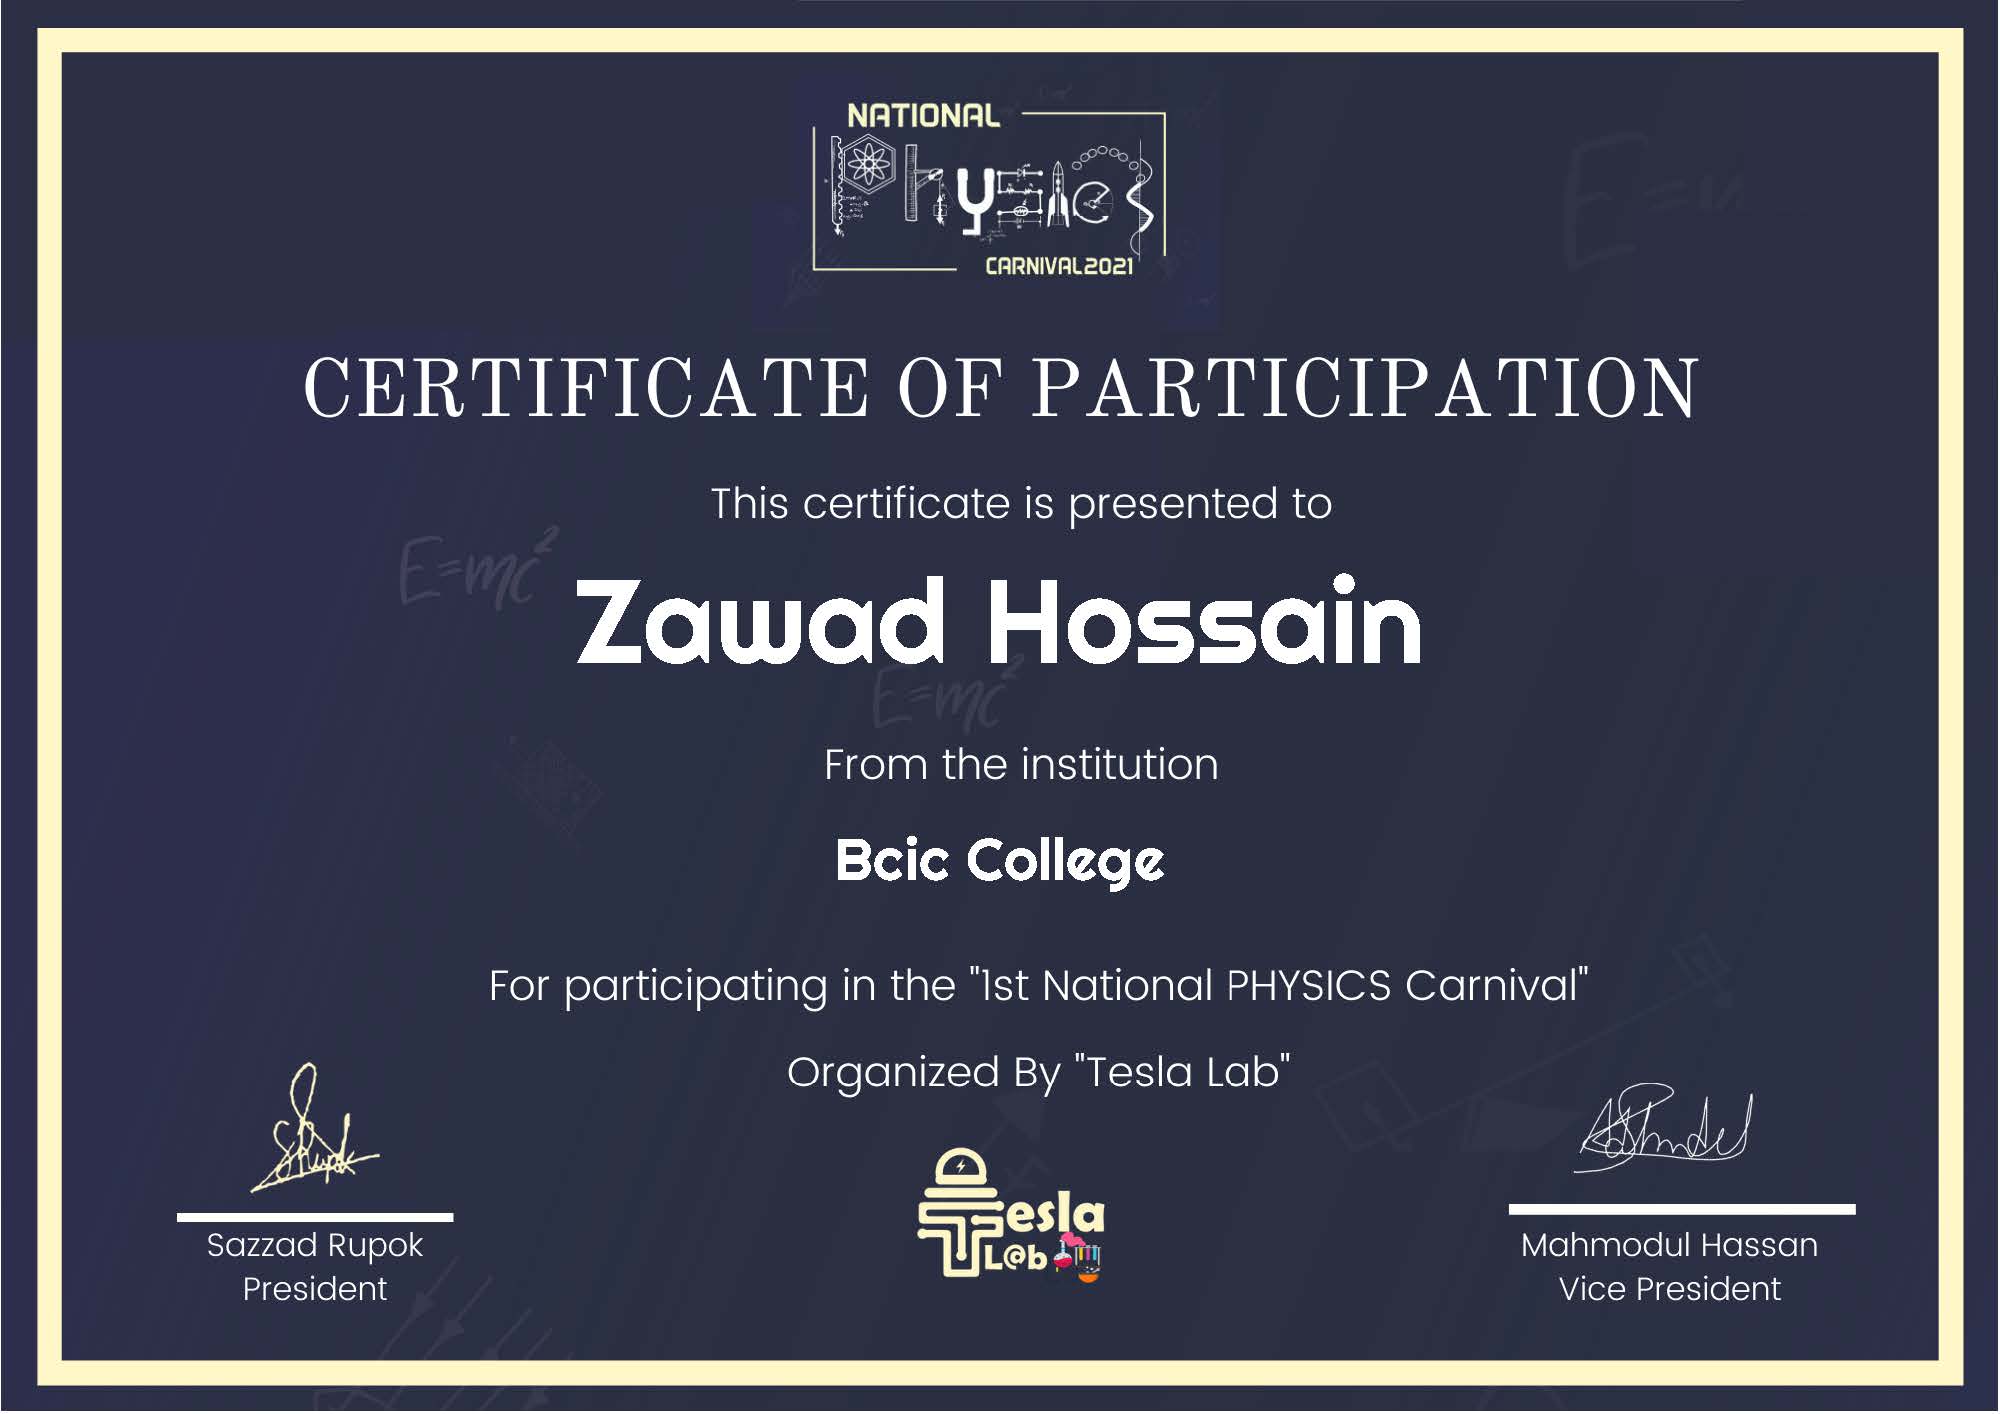 NATIONAL
Physics
CARNIVAL2021
CERTIFICATE OF PARTICIPATION
This certificate is presented to
E=mc²
Zawad Hossain
E=mc²
From the institution
Bcic College
For participating in the "1st National PHYSICS Carnival"
Organized By "Tesla Lab"
Tesla
L@b
Sazzad Rupok
President
Mahmodul Hassan
Vice President